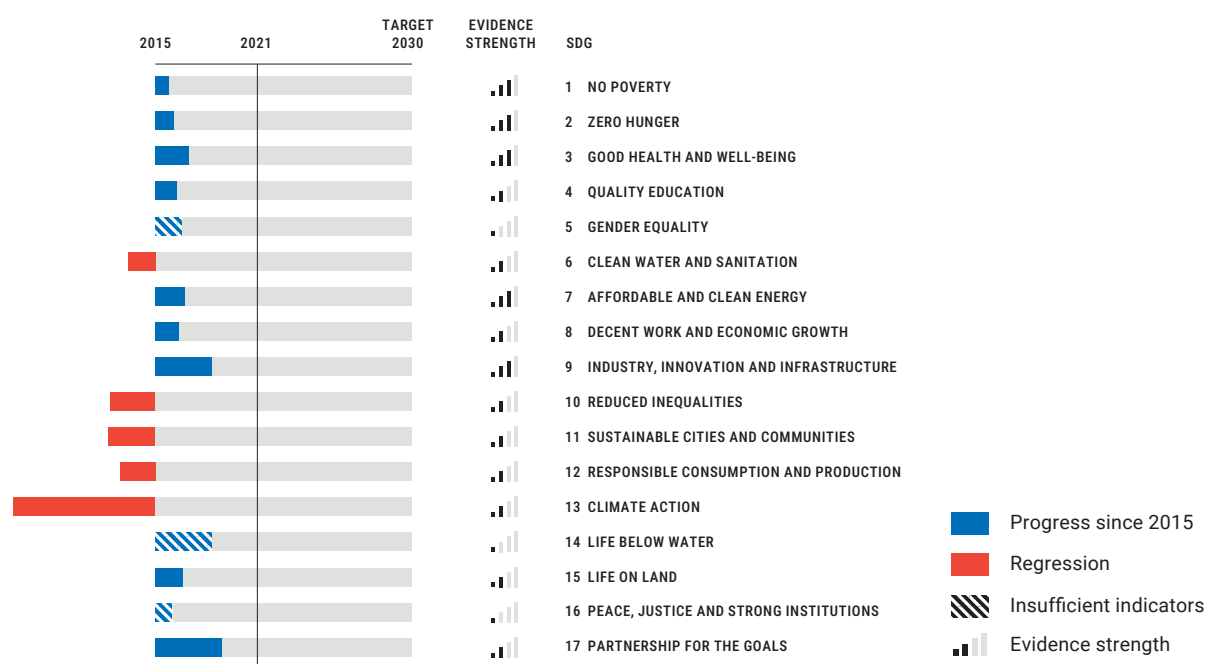 TARGET
EVIDENCE
2015
2021
2030
STRENGTH
SDG
1 NO POVERTY
2 ZERO HUNGER
3 GOOD HEALTH AND WELL-BEING
4 QUALITY EDUCATION
5 GENDER EQUALITY
6 CLEAN WATER AND SANITATION
7 AFFORDABLE AND CLEAN ENERGY
8 DECENT WORK AND ECONOMIC GROWTH
9 INDUSTRY, INNOVATION AND INFRASTRUCTURE
10 REDUCED INEQUALITIES
11 SUSTAINABLE CITIES AND COMMUNITIES
12 RESPONSIBLE CONSUMPTION AND PRODUCTION
13 CLIMATE ACTION
14 LIFE BELOW WATER
15 LIFE ON LAND
16 PEACE, JUSTICE AND STRONG INSTITUTIONS
17 PARTNERSHIP FOR THE GOALS
Progress since 2015
Regression
Insufficient indicators
Evidence strength